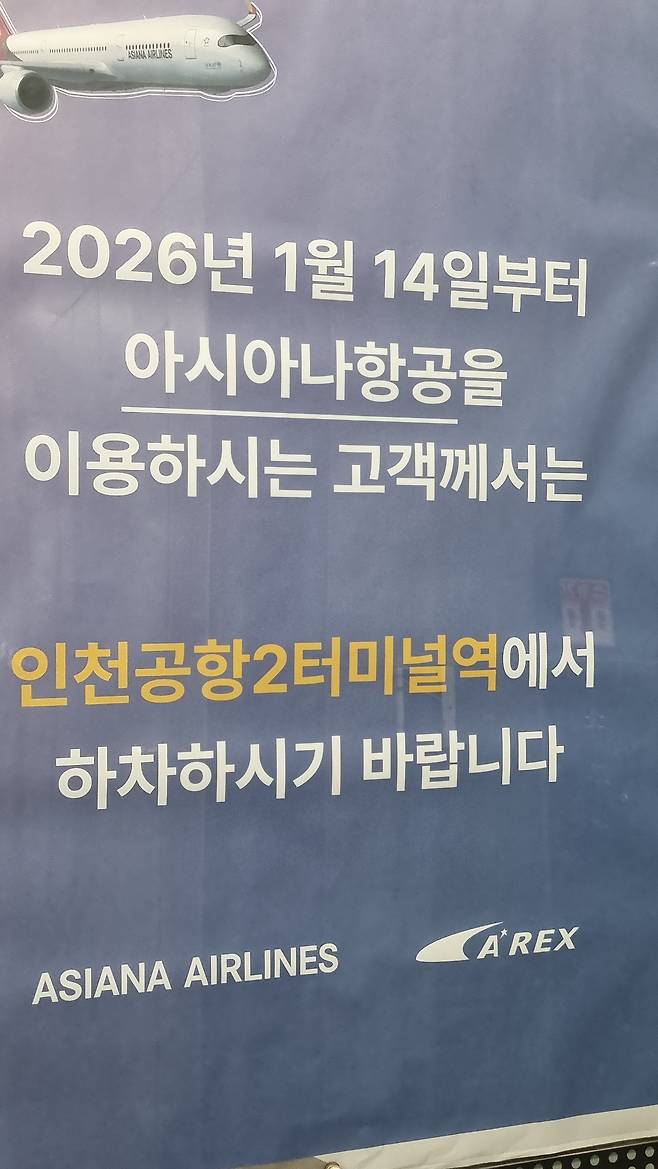 ASIANA AIRLINES
2026년 1월 14일부터
아시아나항공을
이용하시는 고객께서는
인천공항2터미널역에서
하차하시기 바랍니다
ASIANA AIRLINES
A'REX